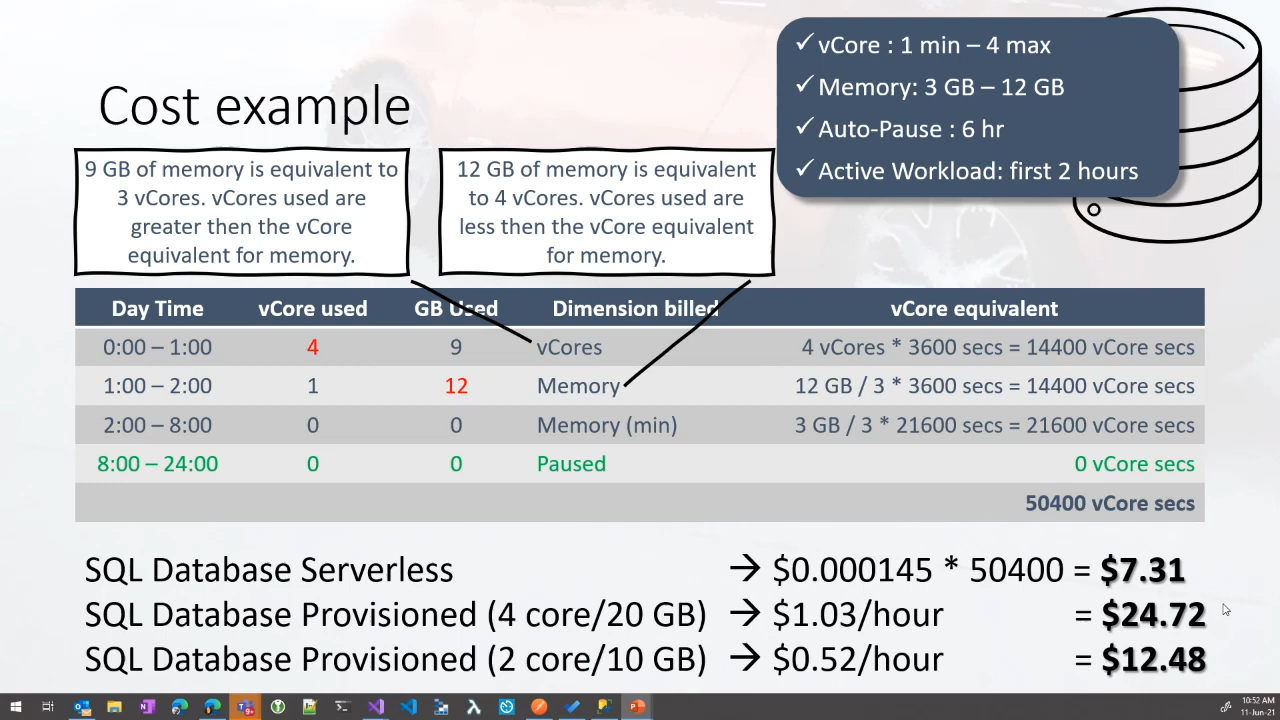 ✓ vCore : 1 min – 4 max
✓ Memory: 3 GB – 12 GB
✓ Auto-Pause : 6 hr
✓ Active Workload: first 2 hours
Cost example
9 GB of memory is equivalent to
3 vCores. vCores used are
greater then the vCore
equivalent for memory.
12 GB of memory is equivalent
to 4 vCores. vCores used are
less then the vCore equivalent
for memory.
Day Time vCore used GB Used Dimension billed vCore equivalent
0:00 – 1:00 4 9 vCores 4 vCores * 3600 secs = 14400 vCore secs
1:00 – 2:00 1 12 Memory 12 GB / 3 * 3600 secs = 14400 vCore secs
2:00 – 8:00 0 0 Memory (min) 3 GB / 3 * 21600 secs = 21600 vCore secs
8:00 – 24:00 0 0 Paused 0 vCore secs
50400 vCore secs
SQL Database Serverless → $0.000145 * 50400 = $7.31
SQL Database Provisioned (4 core/20 GB) → $1.03/hour = $24.72
SQL Database Provisioned (2 core/10 GB) → $0.52/hour = $12.48
10:52 AM
11-Jun-21